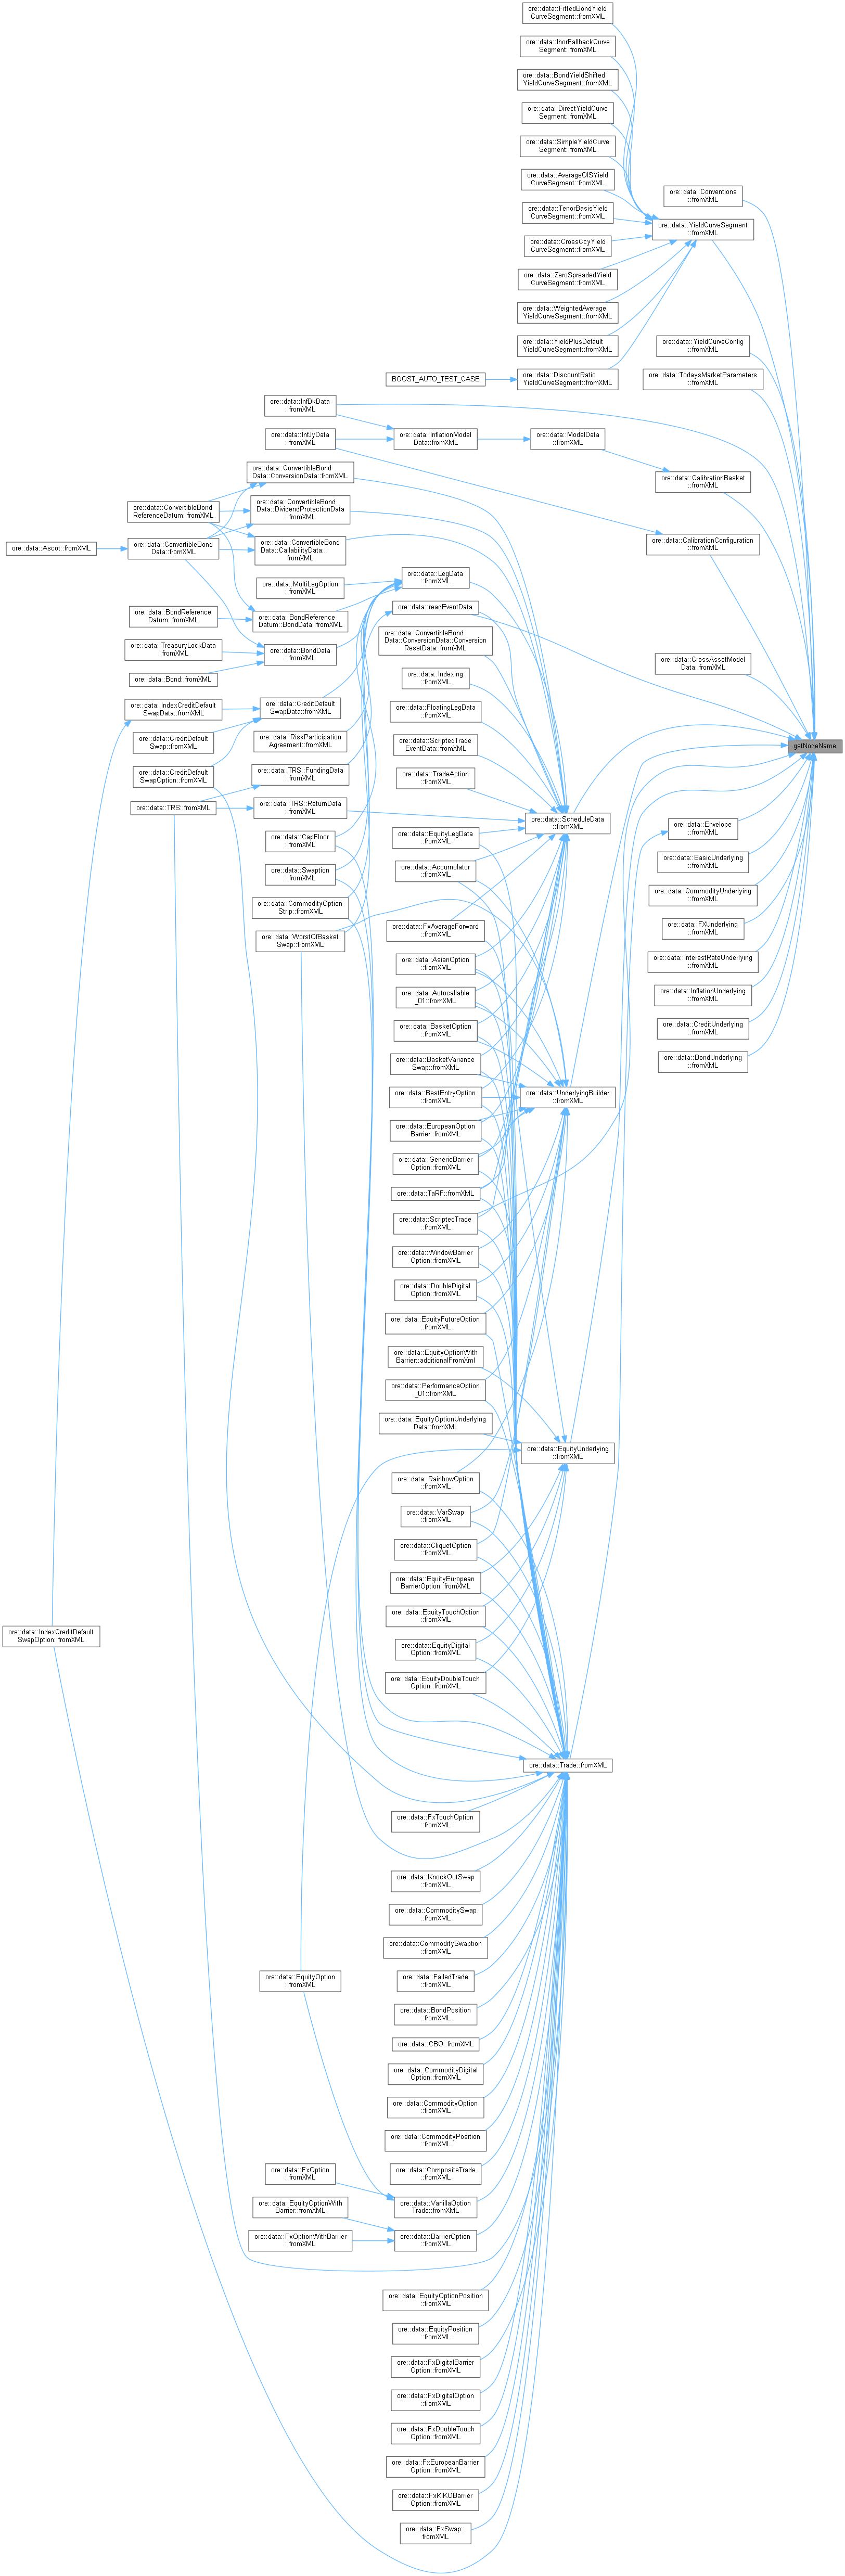 ore::data::FittedBondYield
CurveSegment::fromXML
ore::data::IborFallbackCurve
Segment::fromXML
ore::data::BondYieldShifted
YieldCurveSegment::fromXML
ore::data::DirectYieldCurve
Segment::fromXML
ore::data::SimpleYieldCurve
Segment::fromXML
ore::data::AverageOISYield
CurveSegment::fromXML
ore::data::Conventions
::fromXML
ore::data::TenorBasisYield
CurveSegment::fromXML
ore::data::YieldCurveSegment
::fromXML
ore::data::CrossCcyYield
CurveSegment::fromXML
ore::data::ZeroSpreadedYield
CurveSegment::fromXML
ore::data::WeightedAverage
YieldCurveSegment::fromXML
ore::data::YieldPlusDefault
YieldCurveSegment::fromXML
ore::data::YieldCurveConfig
::fromXML
BOOST_AUTO_TEST_CASE
ore::data::DiscountRatio
YieldCurveSegment::fromXML
ore::data::TodaysMarketParameters
::fromXML
ore::data::InfDkData
::fromXML
ore::data::InfJyData
::fromXML
ore::data::InflationModel
Data::fromXML
ore::data::ModelData
::fromXML
ore::data::ConvertibleBond
Data::ConversionData::fromXML
ore::data::CalibrationBasket
::fromXML
ore::data::ConvertibleBond
ReferenceDatum::fromXML
ore::data::ConvertibleBond
Data::DividendProtectionData
::fromXML
ore::data::Ascot::fromXML
ore::data::ConvertibleBond
Data::fromXML
ore::data::ConvertibleBond
Data::CallabilityData::
fromXML
ore::data::CalibrationConfiguration
::fromXML
ore::data::MultiLegOption
::fromXML
ore::data::LegData
::fromXML
ore::data::BondReference
Datum::fromXML
ore::data::BondReference
Datum::BondData::fromXML
ore::data::readEventData
ore::data::TreasuryLockData
::fromXML
ore::data::BondData
::fromXML
ore::data::ConvertibleBond
Data::ConversionData::Conversion
ResetData::fromXML
ore::data::Bond::fromXML
ore::data::Indexing
::fromXML
ore::data::CrossAssetModel
Data::fromXML
ore::data::IndexCreditDefault
SwapData::fromXML
ore::data::CreditDefault
SwapData::fromXML
ore::data::FloatingLegData
::fromXML
ore::data::CreditDefault
Swap::fromXML
ore::data::RiskParticipation
Agreement::fromXML
ore::data::ScriptedTrade
EventData::fromXML
getNodeName
ore::data::CreditDefault
SwapOption::fromXML
ore::data::TRS::FundingData
::fromXML
ore::data::TradeAction
::fromXML
ore::data::TRS::fromXML
ore::data::TRS::ReturnData
::fromXML
ore::data::ScheduleData
::fromXML
ore::data::Envelope
::fromXML
ore::data::CapFloor
::fromXML
ore::data::EquityLegData
::fromXML
ore::data::BasicUnderlying
::fromXML
ore::data::Swaption
::fromXML
ore::data::Accumulator
::fromXML
ore::data::CommodityUnderlying
::fromXML
ore::data::CommodityOption
Strip::fromXML
ore::data::FxAverageForward
::fromXML
ore::data::FXUnderlying
::fromXML
ore::data::WorstOfBasket
Swap::fromXML
ore::data::AsianOption
::fromXML
ore::data::InterestRateUnderlying
::fromXML
ore::data::Autocallable
_01::fromXML
ore::data::InflationUnderlying
::fromXML
ore::data::BasketOption
::fromXML
ore::data::CreditUnderlying
::fromXML
ore::data::BasketVariance
Swap::fromXML
ore::data::BondUnderlying
::fromXML
ore::data::BestEntryOption
::fromXML
ore::data::UnderlyingBuilder
::fromXML
ore::data::EuropeanOption
Barrier::fromXML
ore::data::GenericBarrier
Option::fromXML
ore::data::TaRF::fromXML
ore::data::ScriptedTrade
::fromXML
ore::data::WindowBarrier
Option::fromXML
ore::data::DoubleDigital
Option::fromXML
ore::data::EquityFutureOption
::fromXML
ore::data::EquityOptionWith
Barrier::additionalFromXml
ore::data::PerformanceOption
_01::fromXML
ore::data::EquityOptionUnderlying
Data::fromXML
ore::data::EquityUnderlying
::fromXML
ore::data::RainbowOption
::fromXML
ore::data::VarSwap
::fromXML
ore::data::CliquetOption
::fromXML
ore::data::EquityEuropean
BarrierOption::fromXML
ore::data::EquityTouchOption
::fromXML
ore::data::IndexCreditDefault
SwapOption::fromXML
ore::data::EquityDigital
Option::fromXML
ore::data::EquityDoubleTouch
Option::fromXML
ore::data::Trade::fromXML
ore::data::FxTouchOption
::fromXML
ore::data::KnockOutSwap
::fromXML
ore::data::CommoditySwap
::fromXML
ore::data::CommoditySwaption
::fromXML
ore::data::EquityOption
::fromXML
ore::data::FailedTrade
::fromXML
ore::data::BondPosition
::fromXML
ore::data::CBO::fromXML
ore::data::CommodityDigital
Option::fromXML
ore::data::CommodityOption
::fromXML
ore::data::CommodityPosition
::fromXML
ore::data::FxOption
::fromXML
ore::data::CompositeTrade
::fromXML
ore::data::EquityOptionWith
Barrier::fromXML
ore::data::VanillaOption
Trade::fromXML
ore::data::FxOptionWithBarrier
::fromXML
ore::data::BarrierOption
::fromXML
ore::data::EquityOptionPosition
::fromXML
ore::data::EquityPosition
::fromXML
ore::data::FxDigitalBarrier
Option::fromXML
ore::data::FxDigitalOption
::fromXML
ore::data::FxDoubleTouch
Option::fromXML
ore::data::FxEuropeanBarrier
Option::fromXML
ore::data::FxKIKOBarrier
Option::fromXML
ore::data::FxSwap::
fromXML